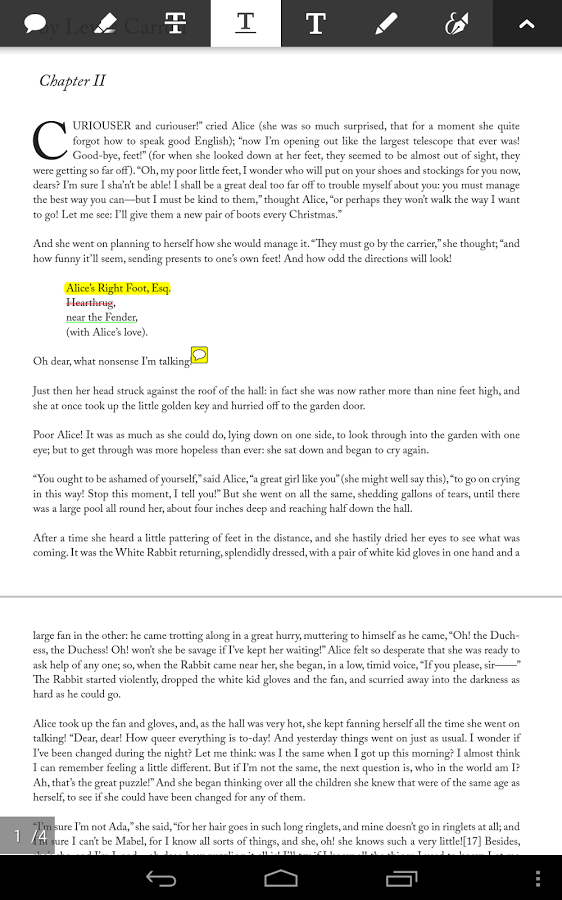 by Lewis Carroll
T T T
Chapter II
CURIOUSER and curiouser!” cried Alice (she was so much surprised, that for a moment she quite
forgot how to speak good English); “now I’m opening out like the largest telescope that ever was!
Good-bye, feet!” (for when she looked down at her feet, they seemed to be almost out of sight, they
were getting so far off). “Oh, my poor little feet, I wonder who will put on your shoes and stockings for you now,
dears? I’m sure I sha’n’t be able! I shall be a great deal too far off to trouble myself about you: you must manage
the best way you can—but I must be kind to them,” thought Alice, “or perhaps they won’t walk the way I want
to go! Let me see: I’ll give them a new pair of boots every Christmas.”
And she went on planning to herself how she would manage it. “They must go by the carrier,” she thought; “and
how funny it’ll seem, sending presents to one’s own feet! And how odd the directions will look!
Alice’s Right Foot, Esq.
Hearthrug,
near the Fender,
(with Alice’s love).
Oh dear, what nonsense I’m talking!
Just then her head struck against the roof of the hall: in fact she was now rather more than nine feet high, and
she at once took up the little golden key and hurried off to the garden door.
Poor Alice! It was as much as she could do, lying down on one side, to look through into the garden with one
eye; but to get through was more hopeless than ever: she sat down and began to cry again.
“You ought to be ashamed of yourself,” said Alice, “a great girl like you” (she might well say this), “to go on crying
in this way! Stop this moment, I tell you!” But she went on all the same, shedding gallons of tears, until there
was a large pool all round her, about four inches deep and reaching half down the hall.
After a time she heard a little pattering of feet in the distance, and she hastily dried her eyes to see what was
coming. It was the White Rabbit returning, splendidly dressed, with a pair of white kid gloves in one hand and a
large fan in the other: he came trotting along in a great hurry, muttering to himself as he came, “Oh! the Duch-
ess, the Duchess! Oh! won’t she be savage if I’ve kept her waiting!” Alice felt so desperate that she was ready to
ask help of any one; so, when the Rabbit came near her, she began, in a low, timid voice, “If you please, sir——”
The Rabbit started violently, dropped the white kid gloves and the fan, and scurried away into the darkness as
hard as he could go.
Alice took up the fan and gloves, and, as the hall was very hot, she kept fanning herself all the time she went on
talking! “Dear, dear! How queer everything is to-day! And yesterday things went on just as usual. I wonder if
I’ve been changed during the night? Let me think: was I the same when I got up this morning? I almost think
I can remember feeling a little different. But if I’m not the same, the next question is, who in the world am I?
Ah, that’s the great puzzle!” And she began thinking over all the children she knew that were of the same age as
herself, to see if she could have been changed for any of them.
“I’m sure I’m not Ada,” she said, “for her hair goes in such long ringlets, and mine doesn’t go in ringlets at all; and
I’m sure I can’t be Mabel, for I know all sorts of things, and she, oh! she knows such a very little![17] Besides,
1 /4